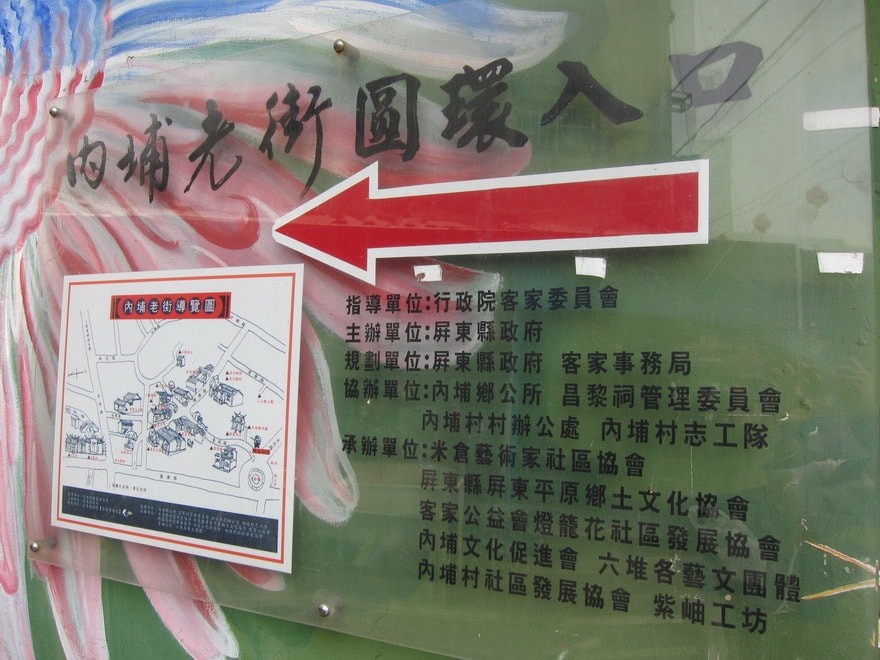 內埔老街圓環入口
內埔老街導覽圖
指導單位:行政院客家委員會
主辦單位:屏東縣政府
規劃單位:屏東縣政府 客家事務局
協辦單位:內埔鄉公所 昌黎祠管理委員會
內埔村村辦公處 內埔村志工隊
承辦單位:米倉藝術家社區協會
屏東縣屏東平原鄉土文化協會
客家公益會燈籠花社區發展協會
內埔文化促進會 六堆各藝文團體
內埔村社區發展協會 紫岫工坊